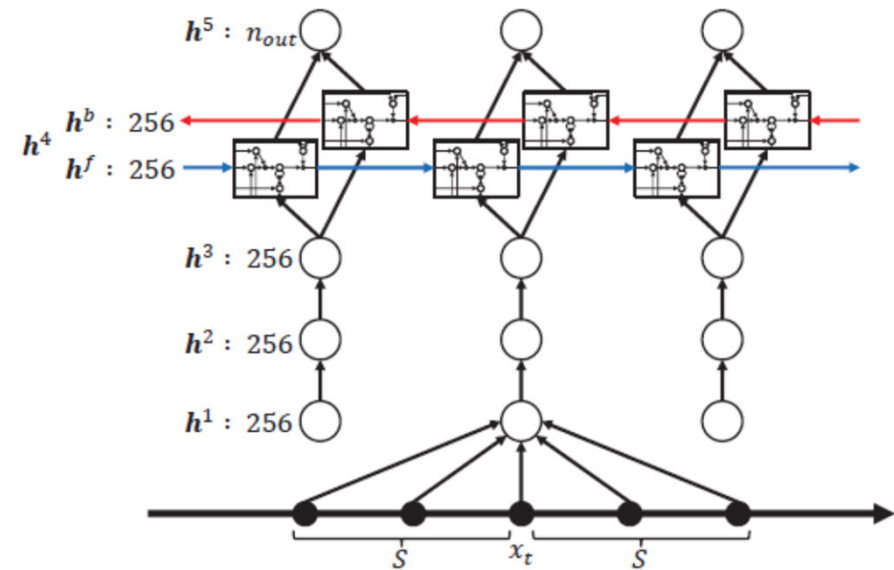 h⁵ : n_out
h^b : 256
h⁴
h^f : 256
h³ : 256
h² : 256
h¹ : 256
S x_t S